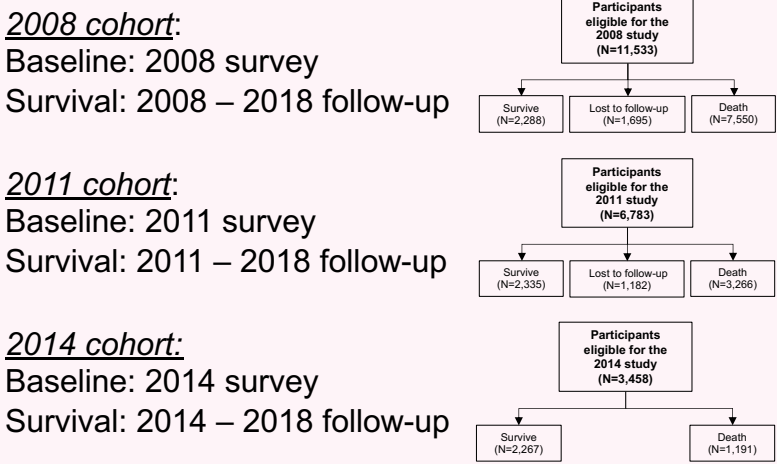 2008 cohort:
Baseline: 2008 survey
Survival: 2008 – 2018 follow-up
Participants
eligible for the
2008 study
(N=11,533)
Survive
(N=2,288)
Lost to follow-up
(N=1,695)
Death
(N=7,550)
2011 cohort:
Baseline: 2011 survey
Survival: 2011 – 2018 follow-up
Participants
eligible for the
2011 study
(N=6,783)
Survive
(N=2,335)
Lost to follow-up
(N=1,182)
Death
(N=3,266)
2014 cohort:
Baseline: 2014 survey
Survival: 2014 – 2018 follow-up
Participants
eligible for the
2014 study
(N=3,458)
Survive
(N=2,267)
Death
(N=1,191)